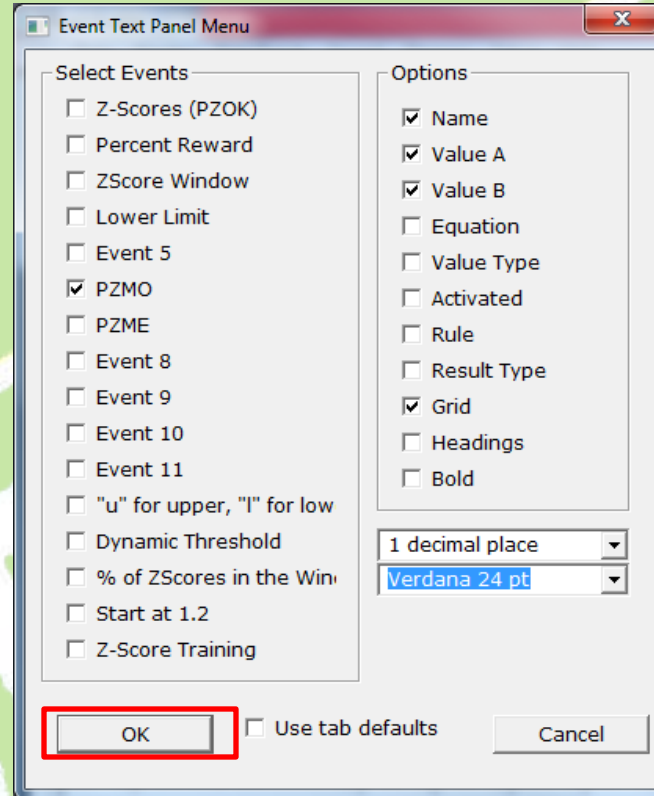 Event Text Panel Menu
Select Events
Z-Scores (PZOK)
Percent Reward
ZScore Window
Lower Limit
Event 5
PZMO
PZME
Event 8
Event 9
Event 10
Event 11
"u" for upper, "l" for low
Dynamic Threshold
% of ZScores in the Win
Start at 1.2
Z-Score Training
Options
Name
Value A
Value B
Equation
Value Type
Activated
Rule
Result Type
Grid
Headings
Bold
1 decimal place
Verdana 24 pt
OK
Use tab defaults
Cancel